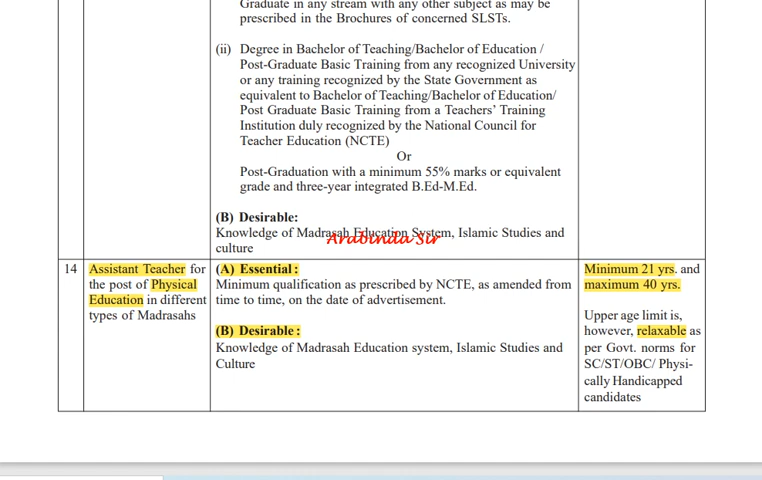 Graduate in any stream with any other subject as may be
prescribed in the Brochures of concerned SLSTs.
(ii) Degree in Bachelor of Teaching/Bachelor of Education /
Post-Graduate Basic Training from any recognized University
or any training recognized by the State Government as
equivalent to Bachelor of Teaching/Bachelor of Education/
Post Graduate Basic Training from a Teachers’ Training
Institution duly recognized by the National Council for
Teacher Education (NCTE)
Or
Post-Graduation with a minimum 55% marks or equivalent
grade and three-year integrated B.Ed-M.Ed.
(B) Desirable:
Knowledge of Madrasah Education System, Islamic Studies and
culture
Arabinda Sir
14
Assistant Teacher for
the post of Physical
Education in different
types of Madrasahs
(A) Essential :
Minimum qualification as prescribed by NCTE, as amended from
time to time, on the date of advertisement.
(B) Desirable :
Knowledge of Madrasah Education system, Islamic Studies and
Culture
Minimum 21 yrs. and
maximum 40 yrs.
Upper age limit is,
however, relaxable as
per Govt. norms for
SC/ST/OBC/ Physi-
cally Handicapped
candidates